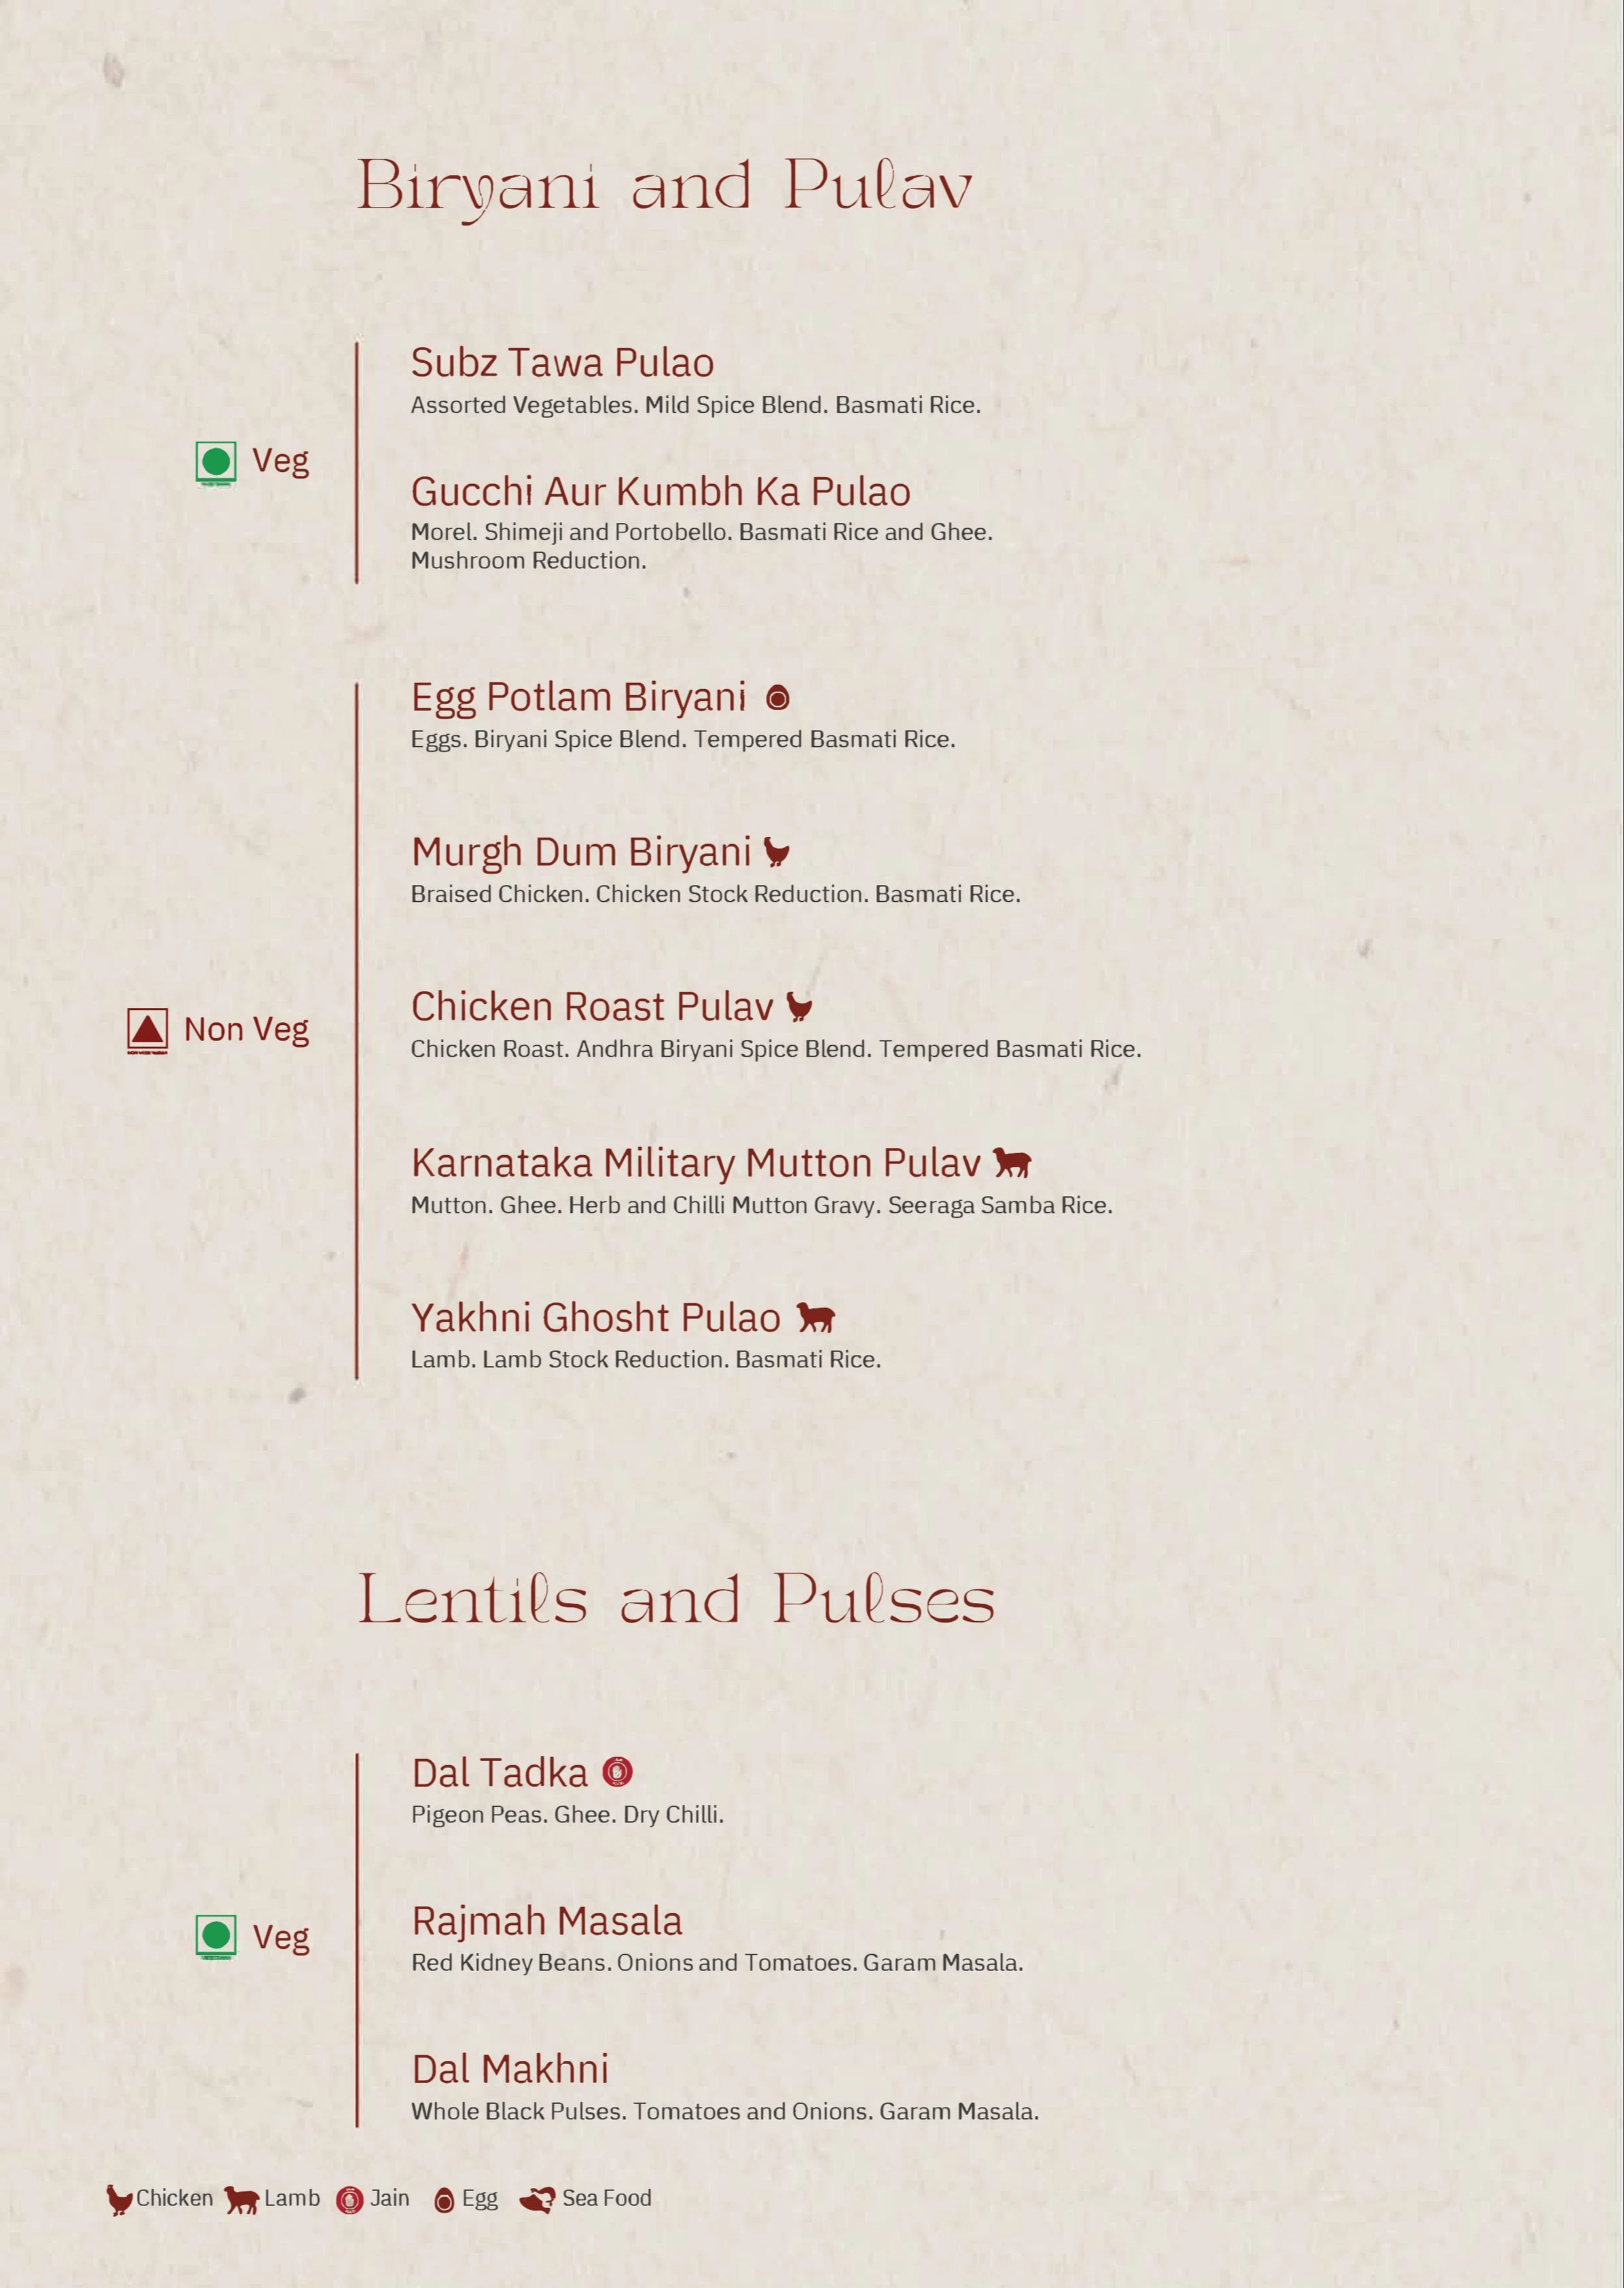 Biryani and Pulav
Subz Tawa Pulao
Assorted Vegetables. Mild Spice Blend. Basmati Rice.
Veg
Gucchi Aur Kumbh Ka Pulao
Morel. Shimeji and Portobello. Basmati Rice and Ghee.
Mushroom Reduction.
Egg Potlam Biryani
Eggs. Biryani Spice Blend. Tempered Basmati Rice.
Murgh Dum Biryani
Braised Chicken. Chicken Stock Reduction. Basmati Rice.
Non Veg
Chicken Roast Pulav
Chicken Roast. Andhra Biryani Spice Blend. Tempered Basmati Rice.
Karnataka Military Mutton Pulav
Mutton. Ghee. Herb and Chilli Mutton Gravy. Seeraga Samba Rice.
Yakhni Ghosht Pulao
Lamb. Lamb Stock Reduction. Basmati Rice.
Lentils and Pulses
Dal Tadka
Pigeon Peas. Ghee. Dry Chilli.
Veg
Rajmah Masala
Red Kidney Beans. Onions and Tomatoes. Garam Masala.
Dal Makhni
Whole Black Pulses. Tomatoes and Onions. Garam Masala.
Chicken Lamb Jain Egg Sea Food